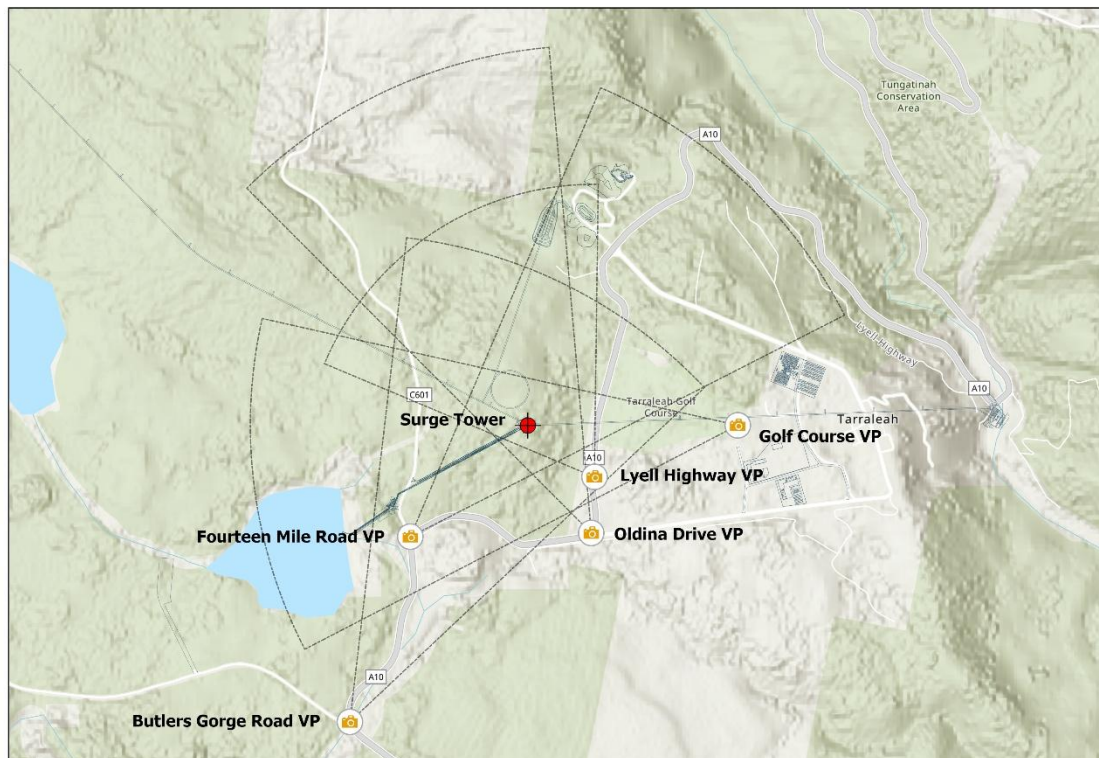 A10
Tungatinah
Conservation
Area
Lyell Highway
C601
A10
Surge Tower
Tarraleah Golf
Course
Tarraleah
Golf Course VP
A10
Lyell Highway VP
Fourteen Mile Road VP
Oldina Drive VP
A10
Butlers Gorge Road VP